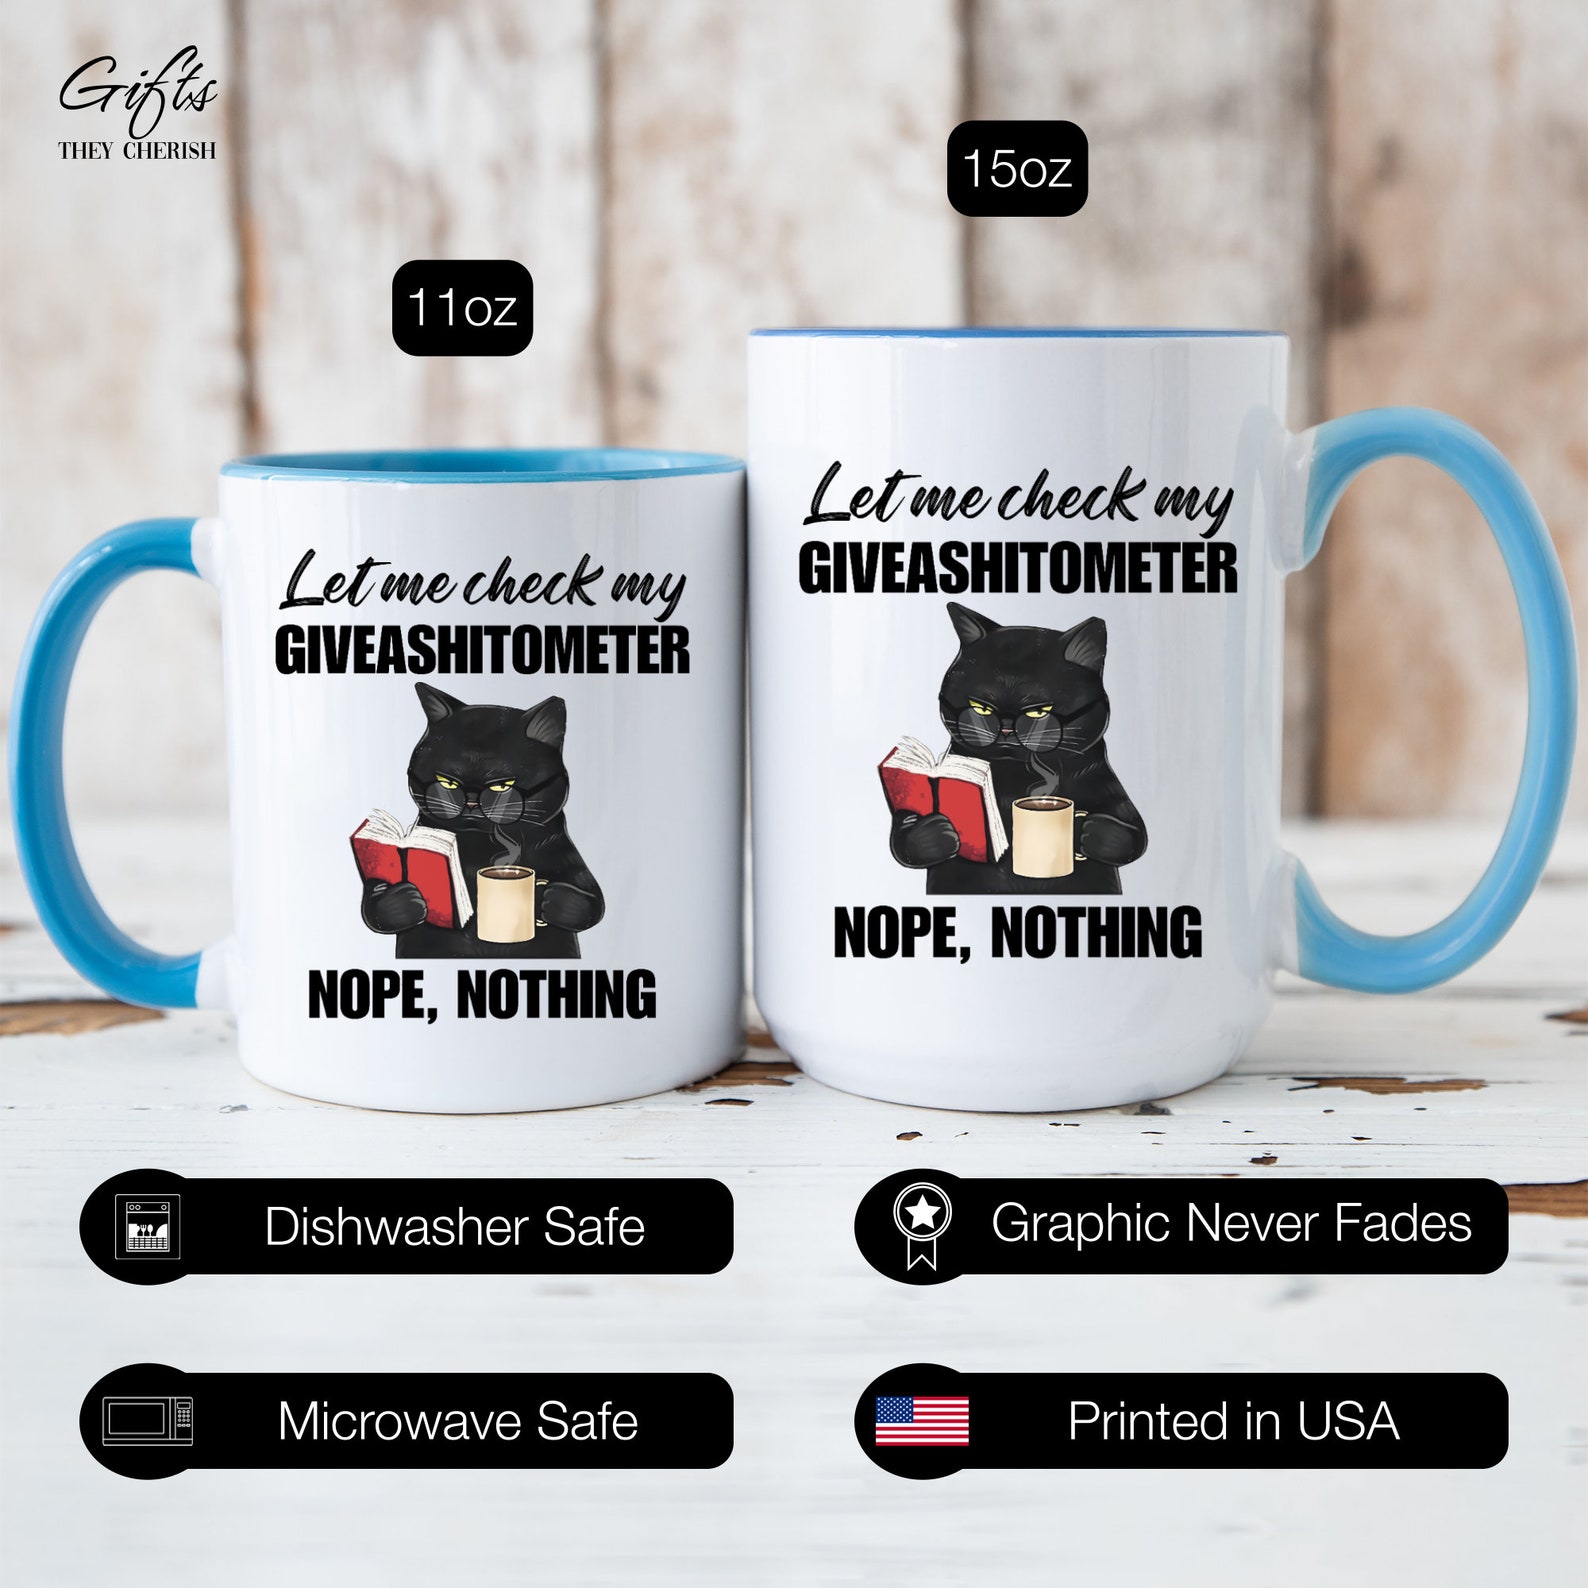 Gifts
THEY CHERISH
15oz
11oz
Let me check my
GIVEASHITOMETER
NOPE, NOTHING
Let me check my
GIVEASHITOMETER
NOPE, NOTHING
Dishwasher Safe
Graphic Never Fades
Microwave Safe
Printed in USA